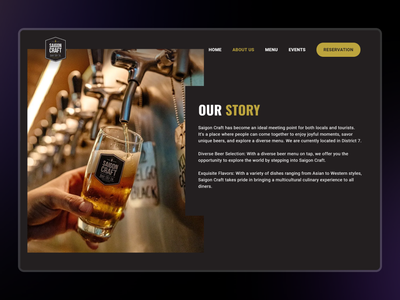 SAIGON
CRAFT
HOME ABOUT US MENU EVENTS RESERVATION
OUR STORY
Saigon Craft has become an ideal meeting point for both locals and tourists.
It's a place where people can come together to enjoy joyful moments, savor
unique beers, and explore a diverse menu. We are currently located in District 7.
Diverse Beer Selection: With a diverse beer menu on tap, we offer you the
opportunity to explore the world by stepping into Saigon Craft.
Exquisite Flavors: With a variety of dishes ranging from Asian to Western styles,
Saigon Craft takes pride in bringing a multicultural culinary experience to all
diners.
SAIGON
CRAFT